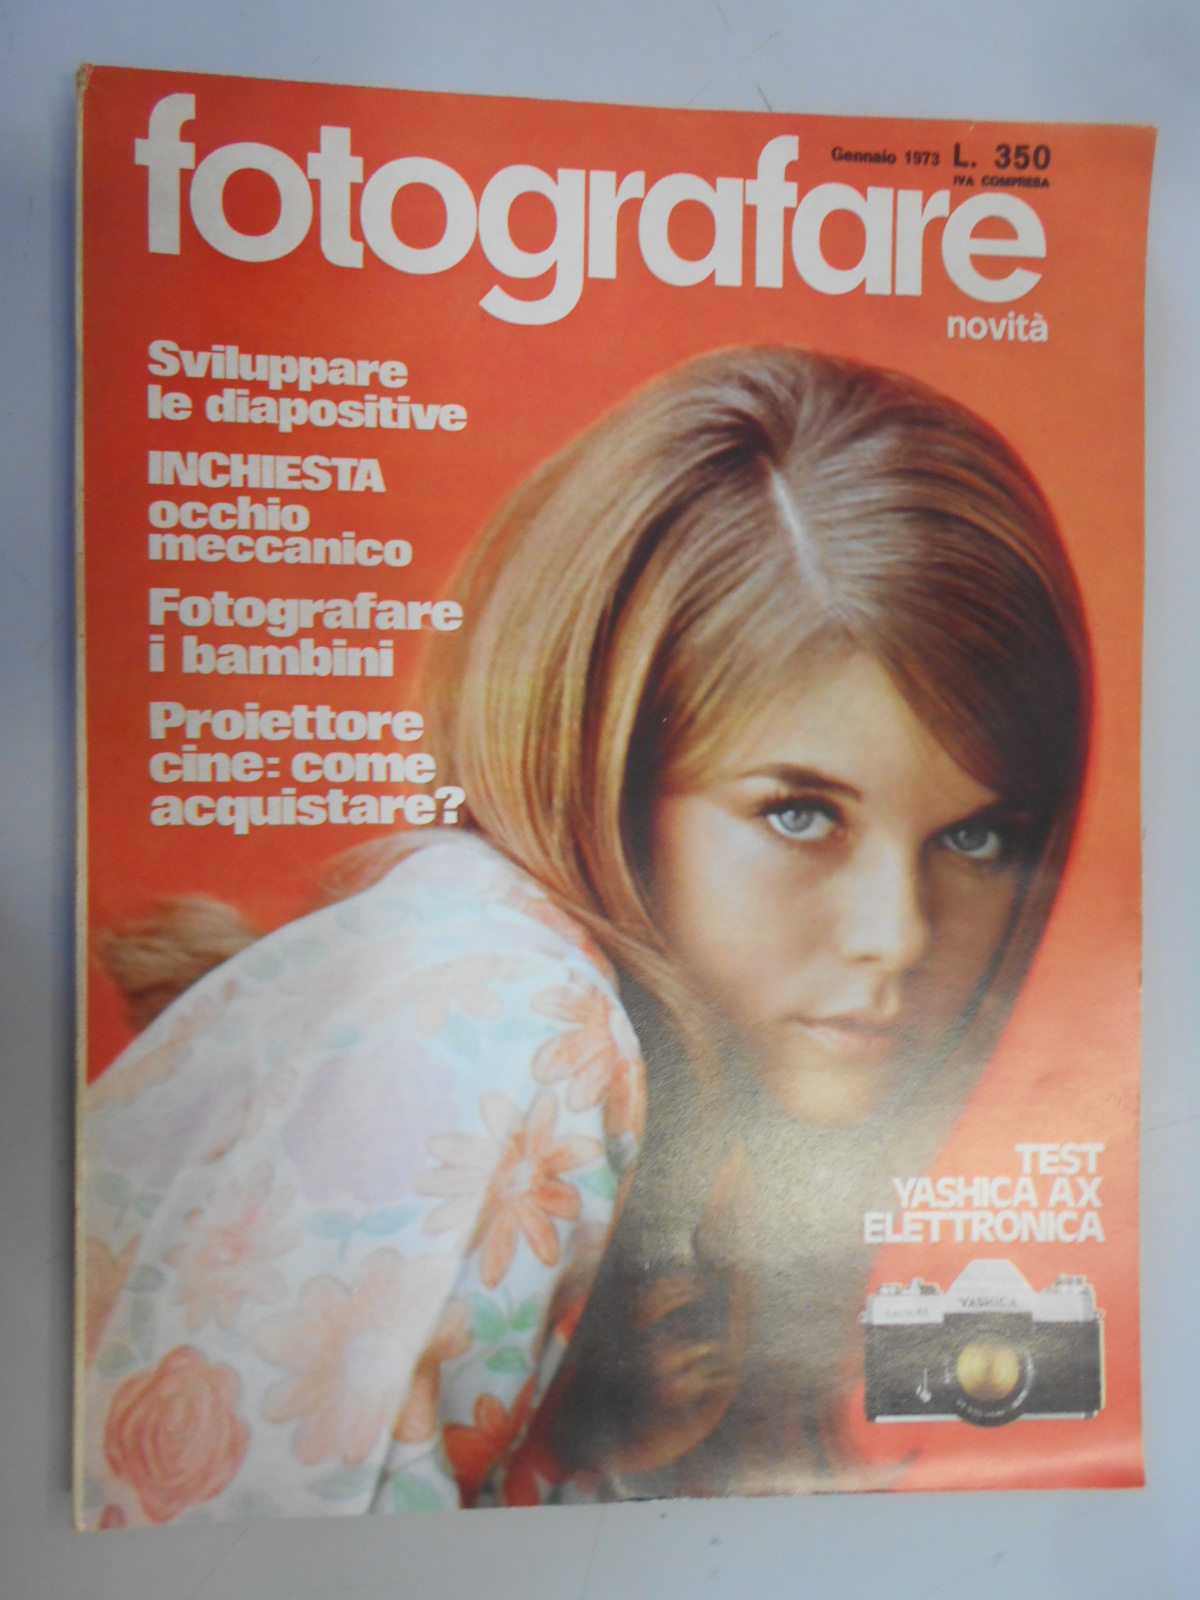 fotografare
Gennaio 1973 L. 350
IVA COMPRESA
novità
Sviluppare
le diapositive
INCHIESTA
occhio
meccanico
Fotografare
i bambini
Proiettore
cine: come
acquistare?
TEST
YASHICA AX
ELETTRONICA
YASHICA